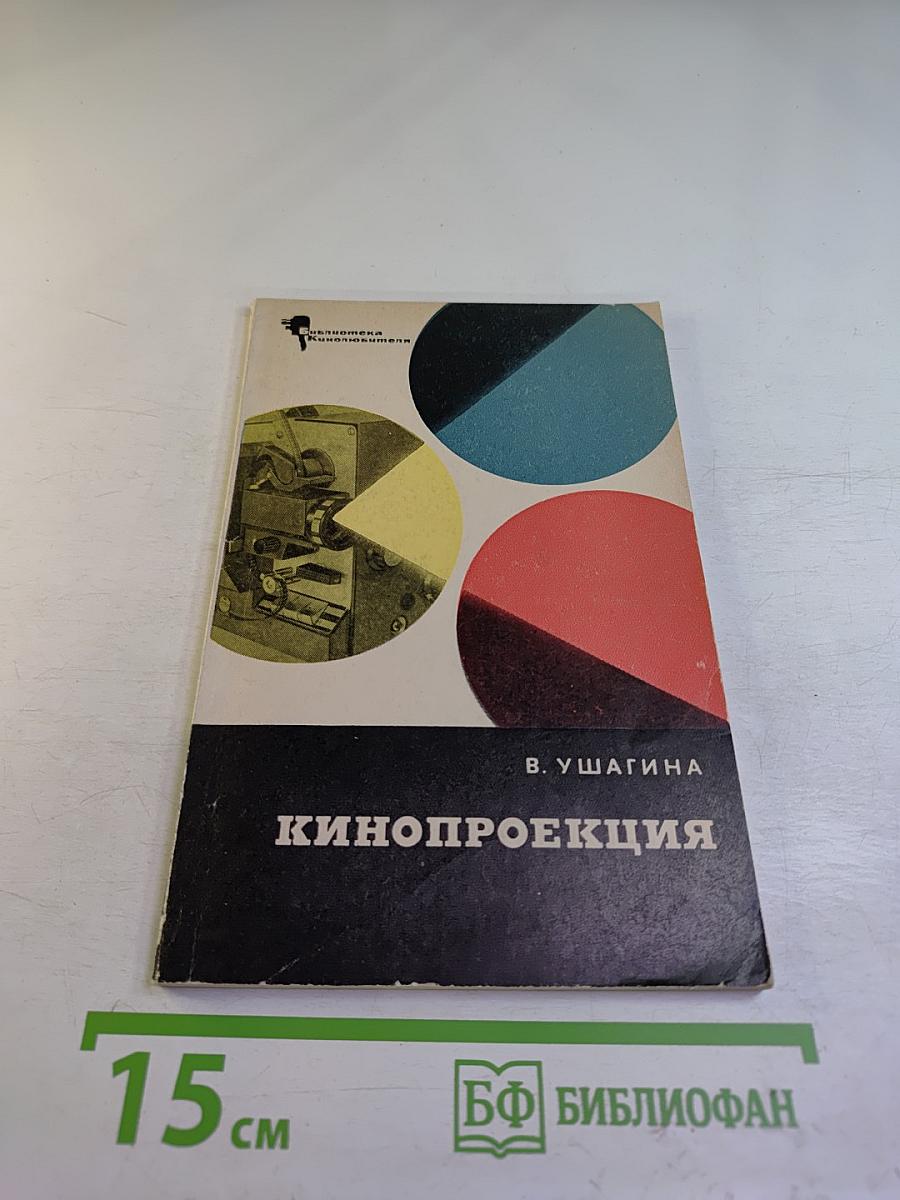 Библиотека
Кинолюбителя
В. УШАГИНА
КИНОПРОЕКЦИЯ
15 см
БФ БИБЛИОФАН